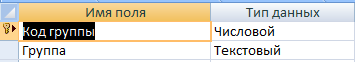 Имя поля Тип данных
Код группы Числовой
Группа Текстовый